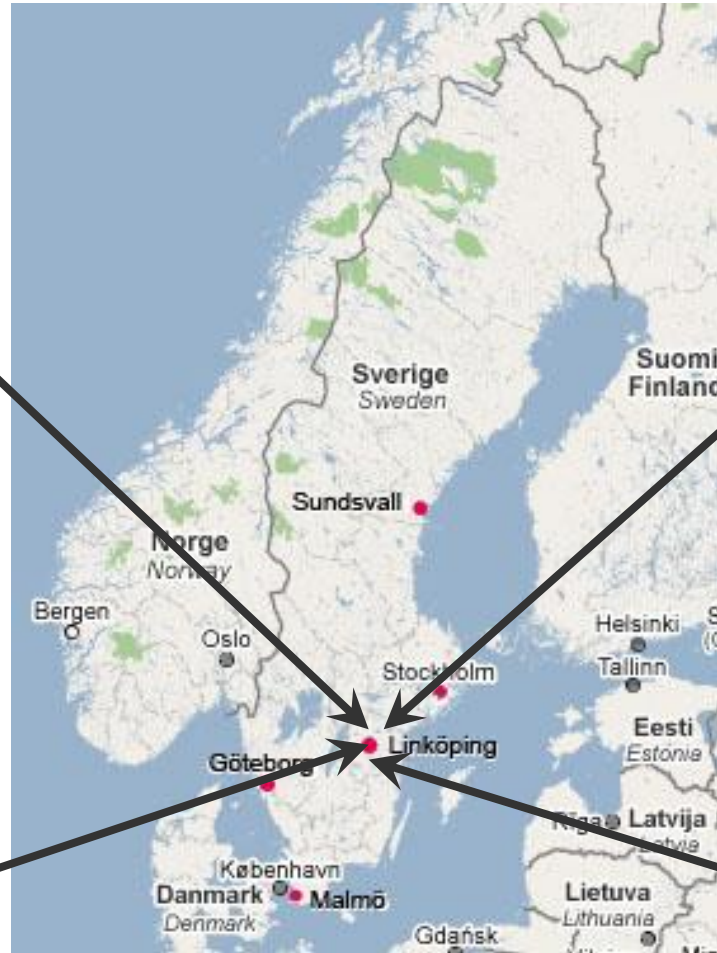 Sverige
Sweden
Suomi
Finland
Sundsvall
Norge
Norway
Bergen
Oslo
Helsinki
Stockholm
Tallinn
Linköping
Eesti
Estonia
Göteborg
Riga
Latvija
Latvia
København
Danmark
Malmö
Denmark
Lietuva
Lithuania
Gdańsk